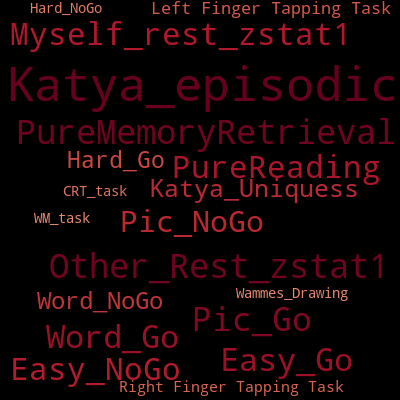 Hard_NoGo
Left Finger Tapping Task
Myself_rest_zstat1
Katya_episodic
PureMemoryRetrieval
Hard_Go
PureReading
CRT_task
Katya_Uniquess
WM_task
Pic_NoGo
Other_Rest_zstat1
Word_NoGo
Wammes_Drawing
Pic_Go
Word_Go
Easy_NoGo
Easy_Go
Right Finger Tapping Task